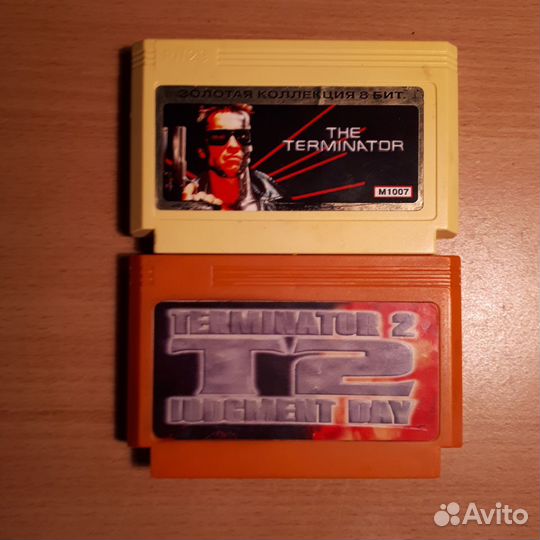 ЗОЛОТАЯ КОЛЛЕКЦИЯ 8 БИТ.
THE
TERMINATOR
M1007
TERMINATOR 2
T2
JUDGMENT DAY
Avito